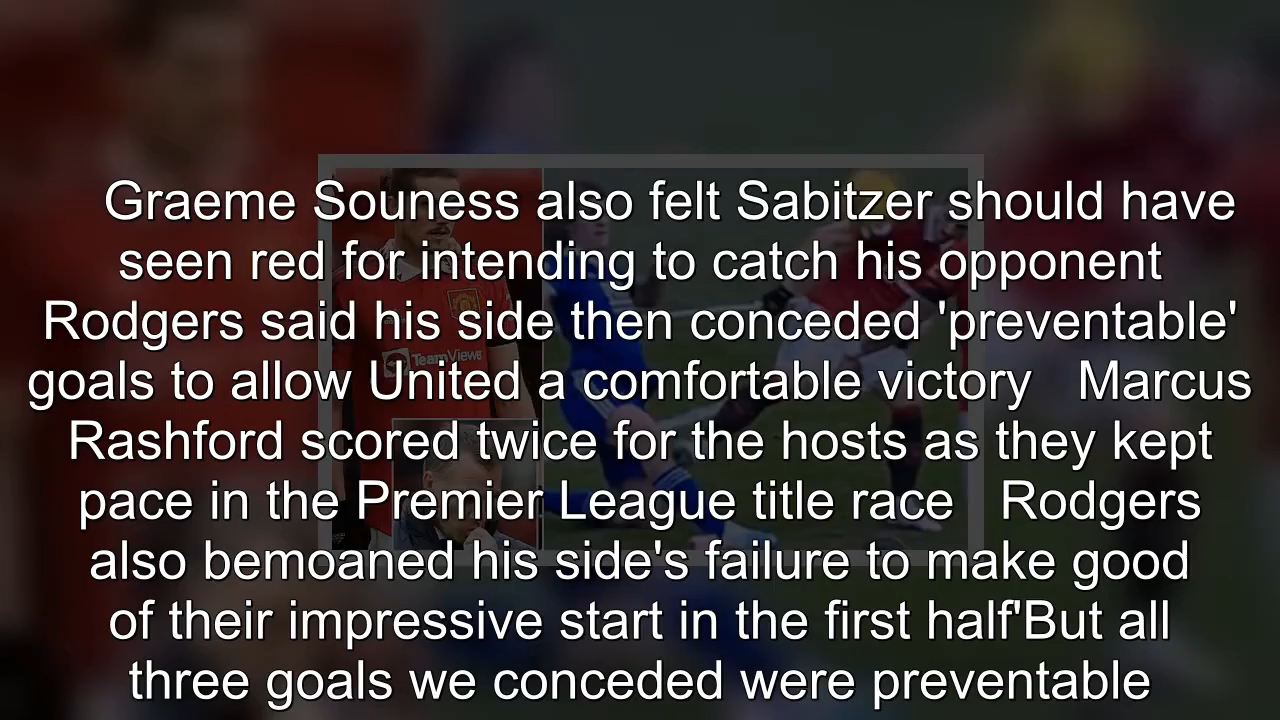 Graeme Souness also felt Sabitzer should have
seen red for intending to catch his opponent
Rodgers said his side then conceded 'preventable'
goals to allow United a comfortable victory   Marcus
Rashford scored twice for the hosts as they kept
pace in the Premier League title race   Rodgers
also bemoaned his side's failure to make good
of their impressive start in the first half'But all
three goals we conceded were preventable
TeamViewer